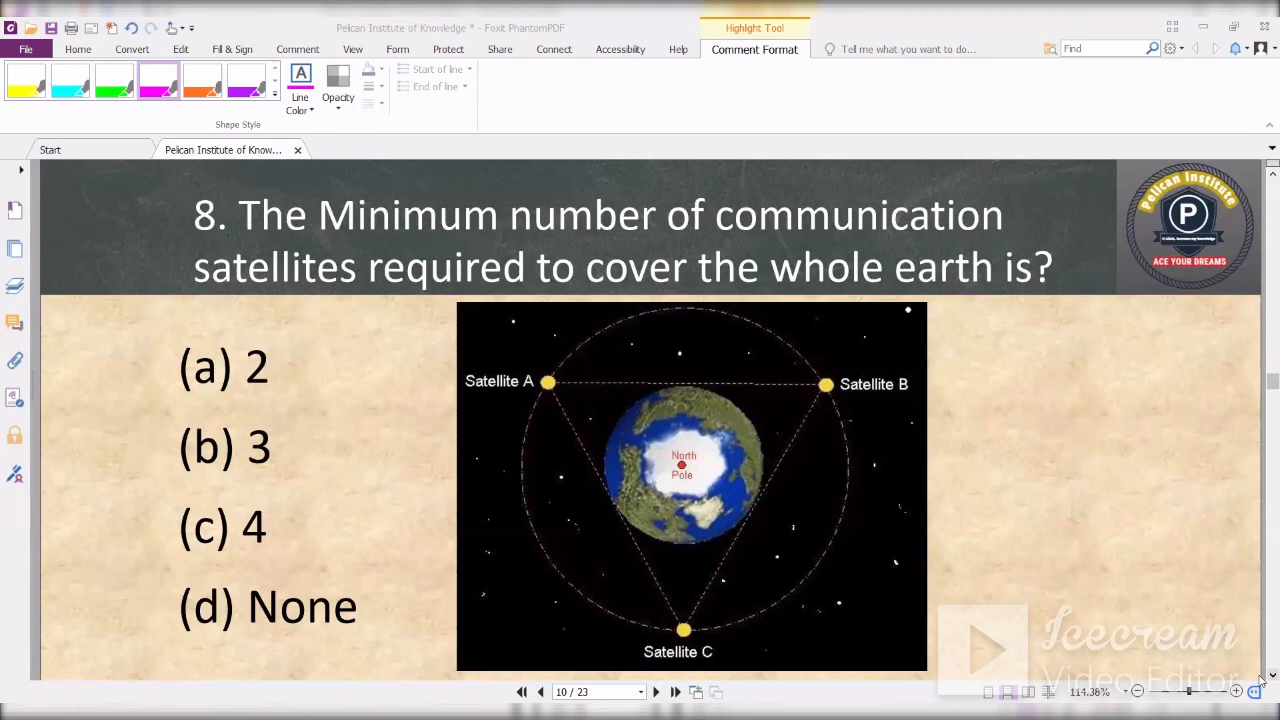 Pelican Institute of Knowledge * - Foxit PhantomPDF
Highlight Tool
File Home Convert Edit Fill & Sign Comment View Form Protect Share Connect Accessibility Help Comment Format Tell me what you want to do... Find
Line
Color
Opacity
Start of line
End of line
Shape Style
Start
Pelican Institute of Know...
8. The Minimum number of communication
satellites required to cover the whole earth is?
Pelican Institute
P
ACE YOUR DREAMS
(a) 2
(b) 3
(c) 4
(d) None
Satellite A
Satellite B
North
Pole
Satellite C
Icecream
Video Editor
10 / 23
114.38%